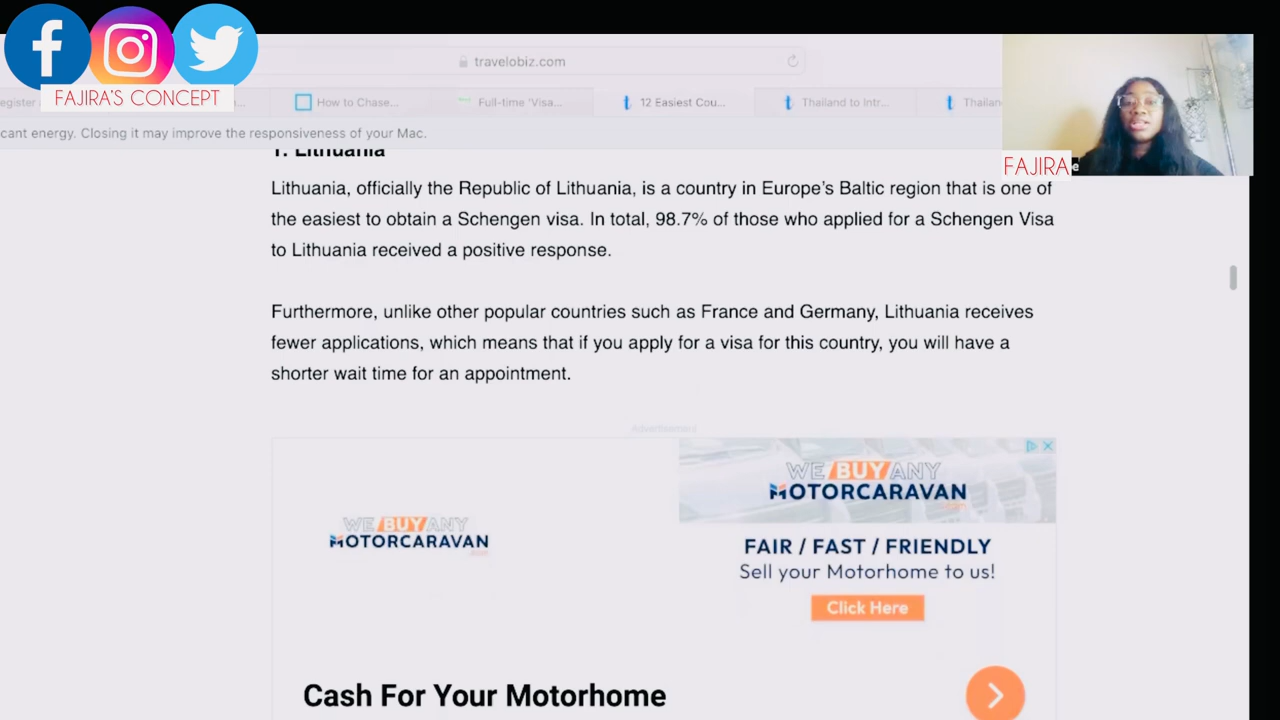 travelobiz.com
FAJIRA'S CONCEPT
How to Chase...
Full-time 'Visa...
12 Easiest Cou...
Thailand to Intr...
cant energy. Closing it may improve the responsiveness of your Mac.
FAJIRA
1. Lithuania
Lithuania, officially the Republic of Lithuania, is a country in Europe's Baltic region that is one of
the easiest to obtain a Schengen visa. In total, 98.7% of those who applied for a Schengen Visa
to Lithuania received a positive response.
Furthermore, unlike other popular countries such as France and Germany, Lithuania receives
fewer applications, which means that if you apply for a visa for this country, you will have a
shorter wait time for an appointment.
Advertisement
WE BUY ANY
MOTORCARAVAN
WE BUY ANY
MOTORCARAVAN
FAIR / FAST / FRIENDLY
Sell your Motorhome to us!
Click Here
Cash For Your Motorhome